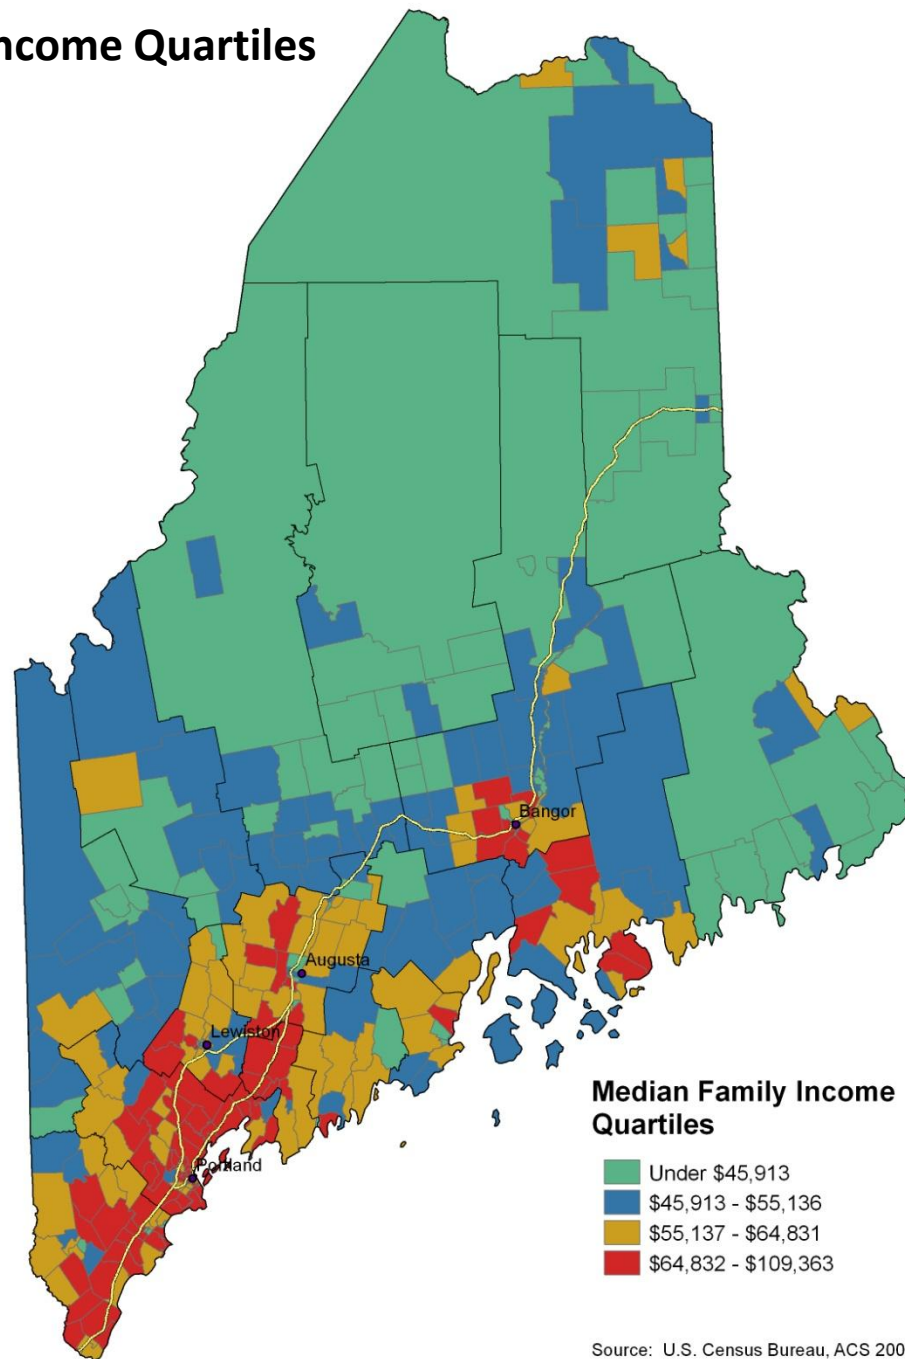 ncome Quartiles
Bangor
Augusta
Lewiston
Portland
Median Family Income
Quartiles
Under $45,913
$45,913 - $55,136
$55,137 - $64,831
$64,832 - $109,363
Source: U.S. Census Bureau, ACS 200